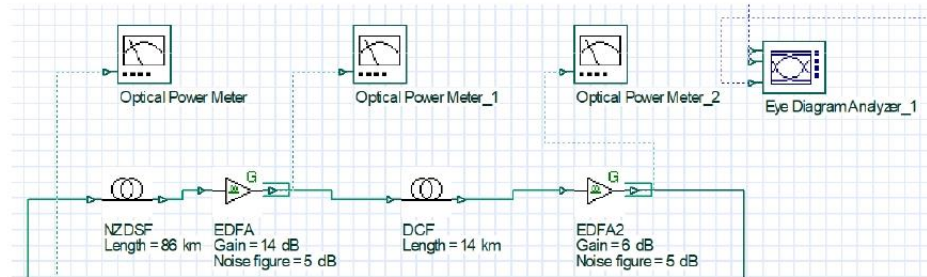 Optical Power Meter
Optical Power Meter_1
Optical Power Meter_2
Eye Diagram Analyzer_1
G
G
NZDSF
Length = 86 km
EDFA
Gain = 14 dB
Noise figure = 5 dB
DCF
Length = 14 km
EDFA2
Gain = 6 dB
Noise figure = 5 dB